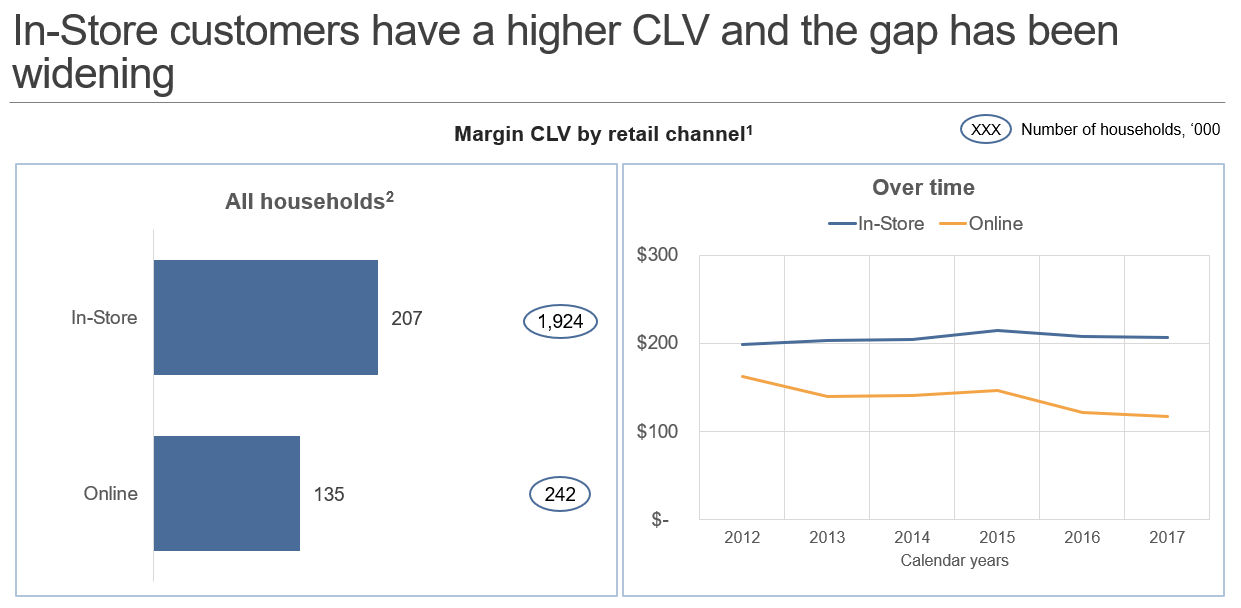 In-Store customers have a higher CLV and the gap has been
widening
Margin CLV by retail channel¹
XXX Number of households, ‘000
All households²
In-Store 207 1,924
Online 135 242
Over time
In-Store Online
$300
$200
$100
$-
2012 2013 2014 2015 2016 2017
Calendar years